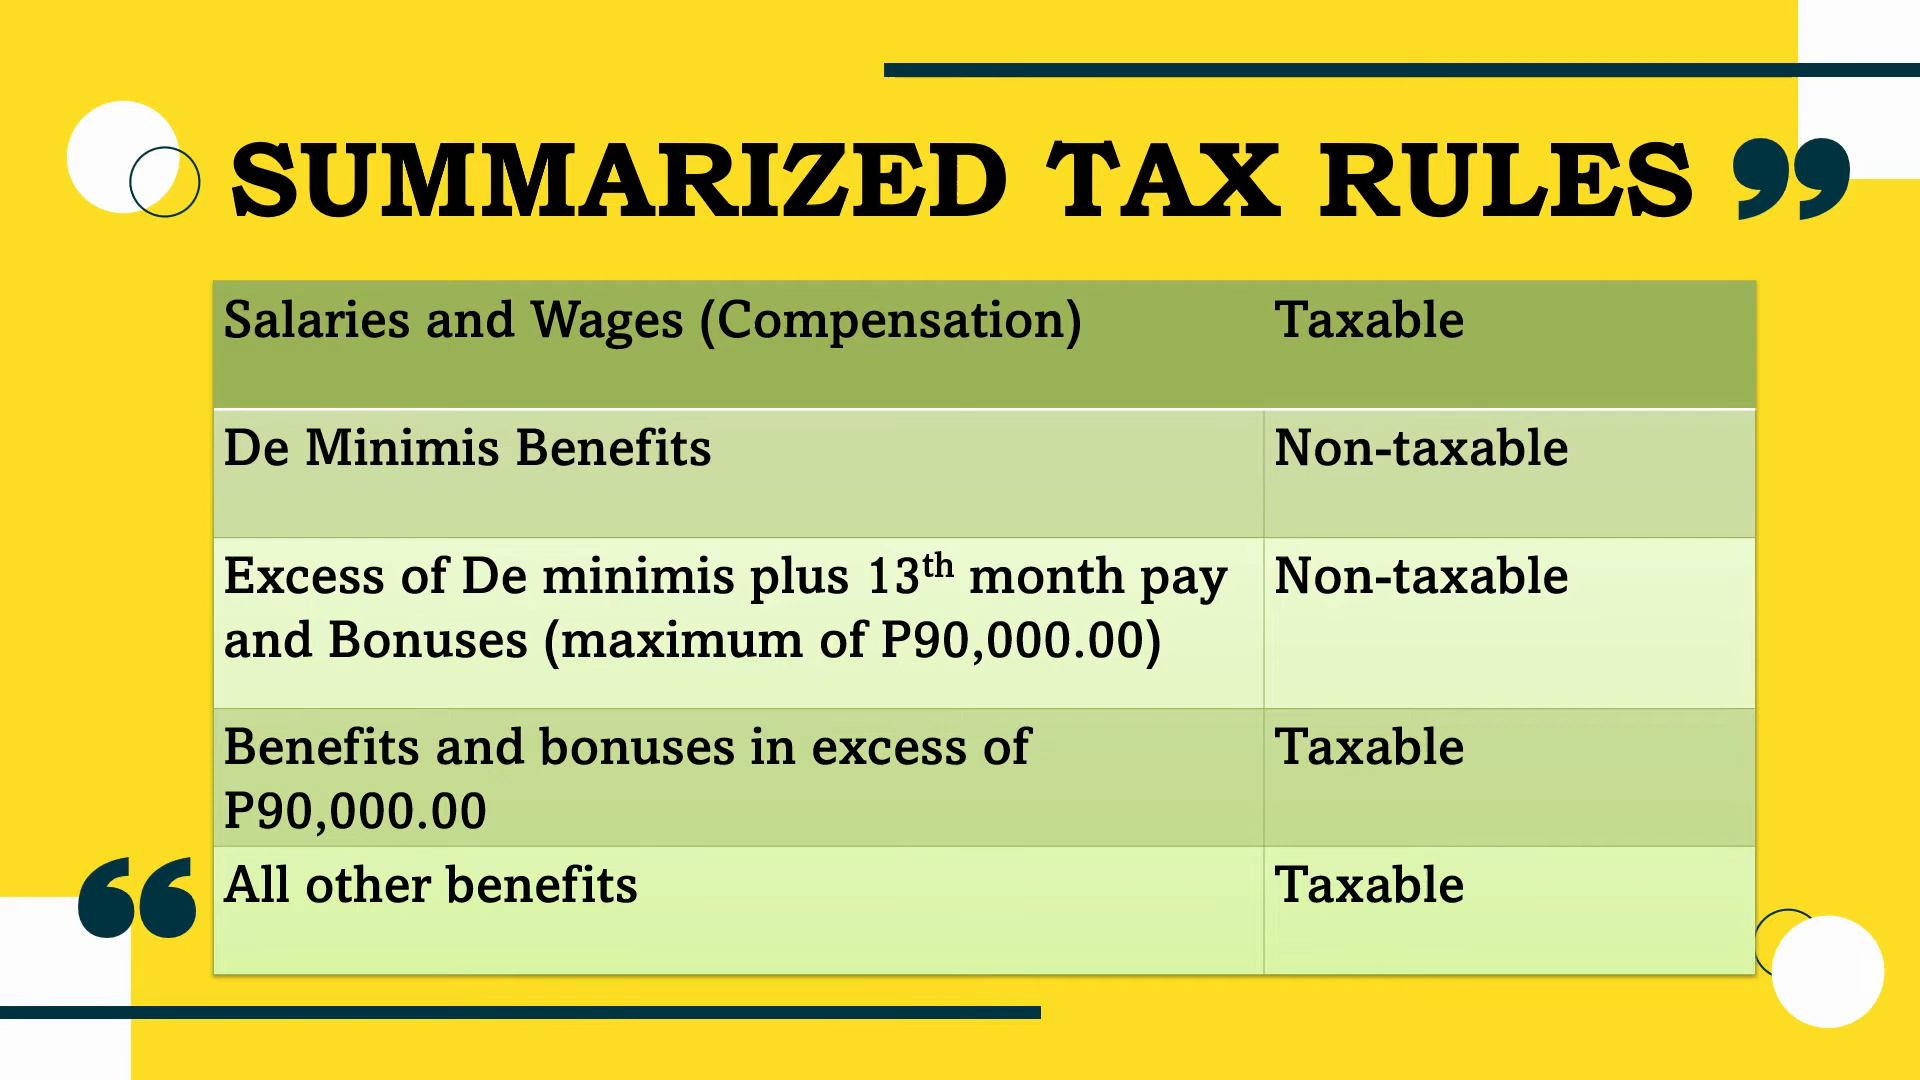 SUMMARIZED TAX RULES ”
Salaries and Wages (Compensation) Taxable
De Minimis Benefits Non-taxable
Excess of De minimis plus 13th month pay Non-taxable
and Bonuses (maximum of P90,000.00)
Benefits and bonuses in excess of Taxable
P90,000.00
“ All other benefits Taxable